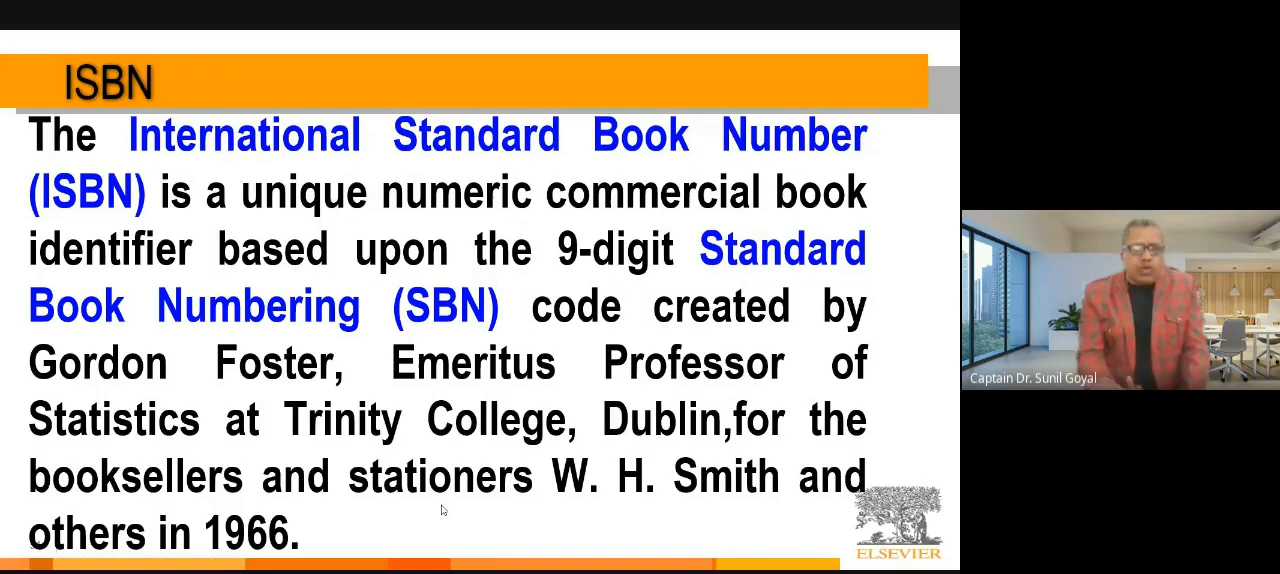 ISBN
The International Standard Book Number
(ISBN) is a unique numeric commercial book
identifier based upon the 9-digit Standard
Book Numbering (SBN) code created by
Gordon Foster, Emeritus Professor of
Statistics at Trinity College, Dublin,for the
booksellers and stationers W. H. Smith and
others in 1966.
ELSEVIER
Captain Dr. Sunil Goyal